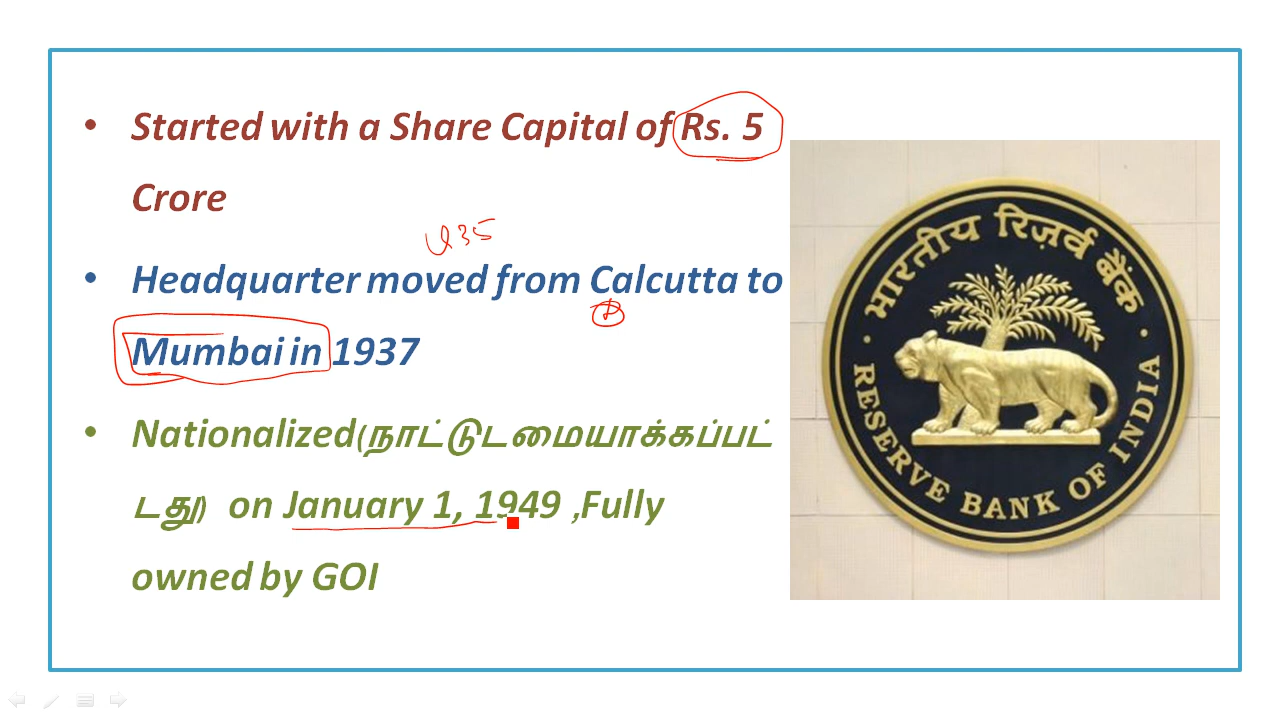 • Started with a Share Capital of Rs. 5
Crore
935
• Headquarter moved from Calcutta to
Mumbai in 1937
• Nationalized(நாட்டுடமையாக்கப்பட்
டது) on January 1, 1949 ,Fully
owned by GOI
भारतीय रिज़र्व बैंक
RESERVE BANK OF INDIA